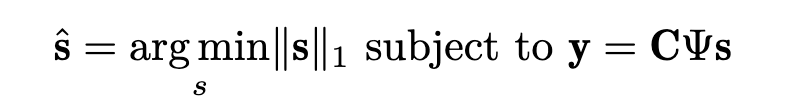 ŝ = arg min‖s‖₁ subject to y = CΨs
s